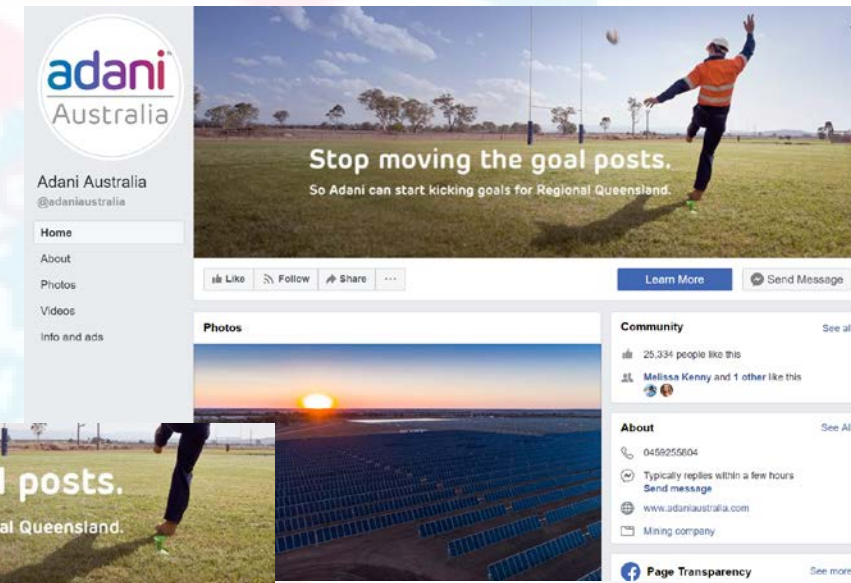 adani
Australia
Adani Australia
@adaniaustralia
Home
About
Photos
Videos
Info and ads
Stop moving the goal posts.
So Adani can start kicking goals for Regional Queensland.
Like Follow Share ...
Learn More Send Message
Photos
Community See all
25,334 people like this
Melissa Kenny and 1 other like this
About See All
0459255804
Typically replies within a few hours
Send message
www.adaniaustralia.com
Mining company
Page Transparency See more
posts.
al Queensland.